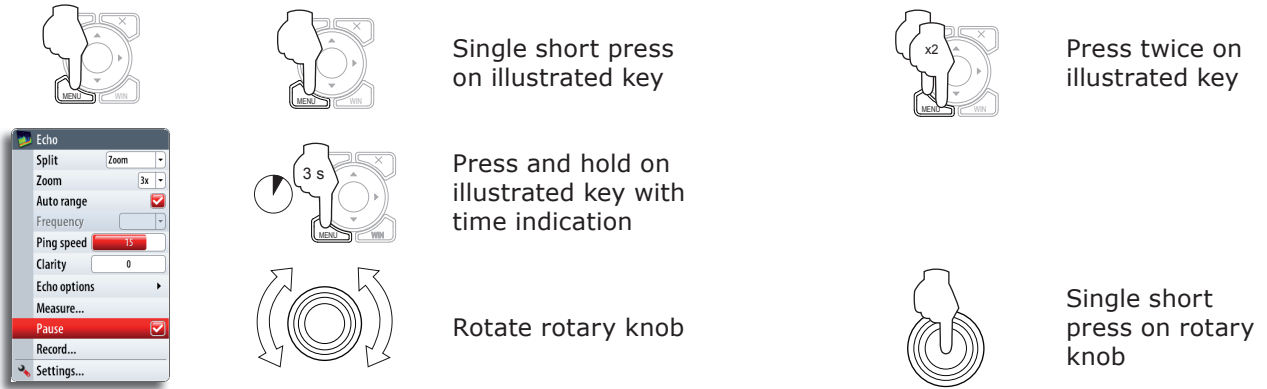 MENU
WIN
MENU
WIN
Single short press
on illustrated key
x2
MENU
WIN
Press twice on
illustrated key
Echo
Split Zoom
Zoom 3x
Auto range
Frequency
Ping speed 15
Clarity 0
Echo options
Measure...
Pause
Record...
Settings...
3 s
MENU
WIN
Press and hold on
illustrated key with
time indication
Rotate rotary knob
Single short
press on rotary
knob